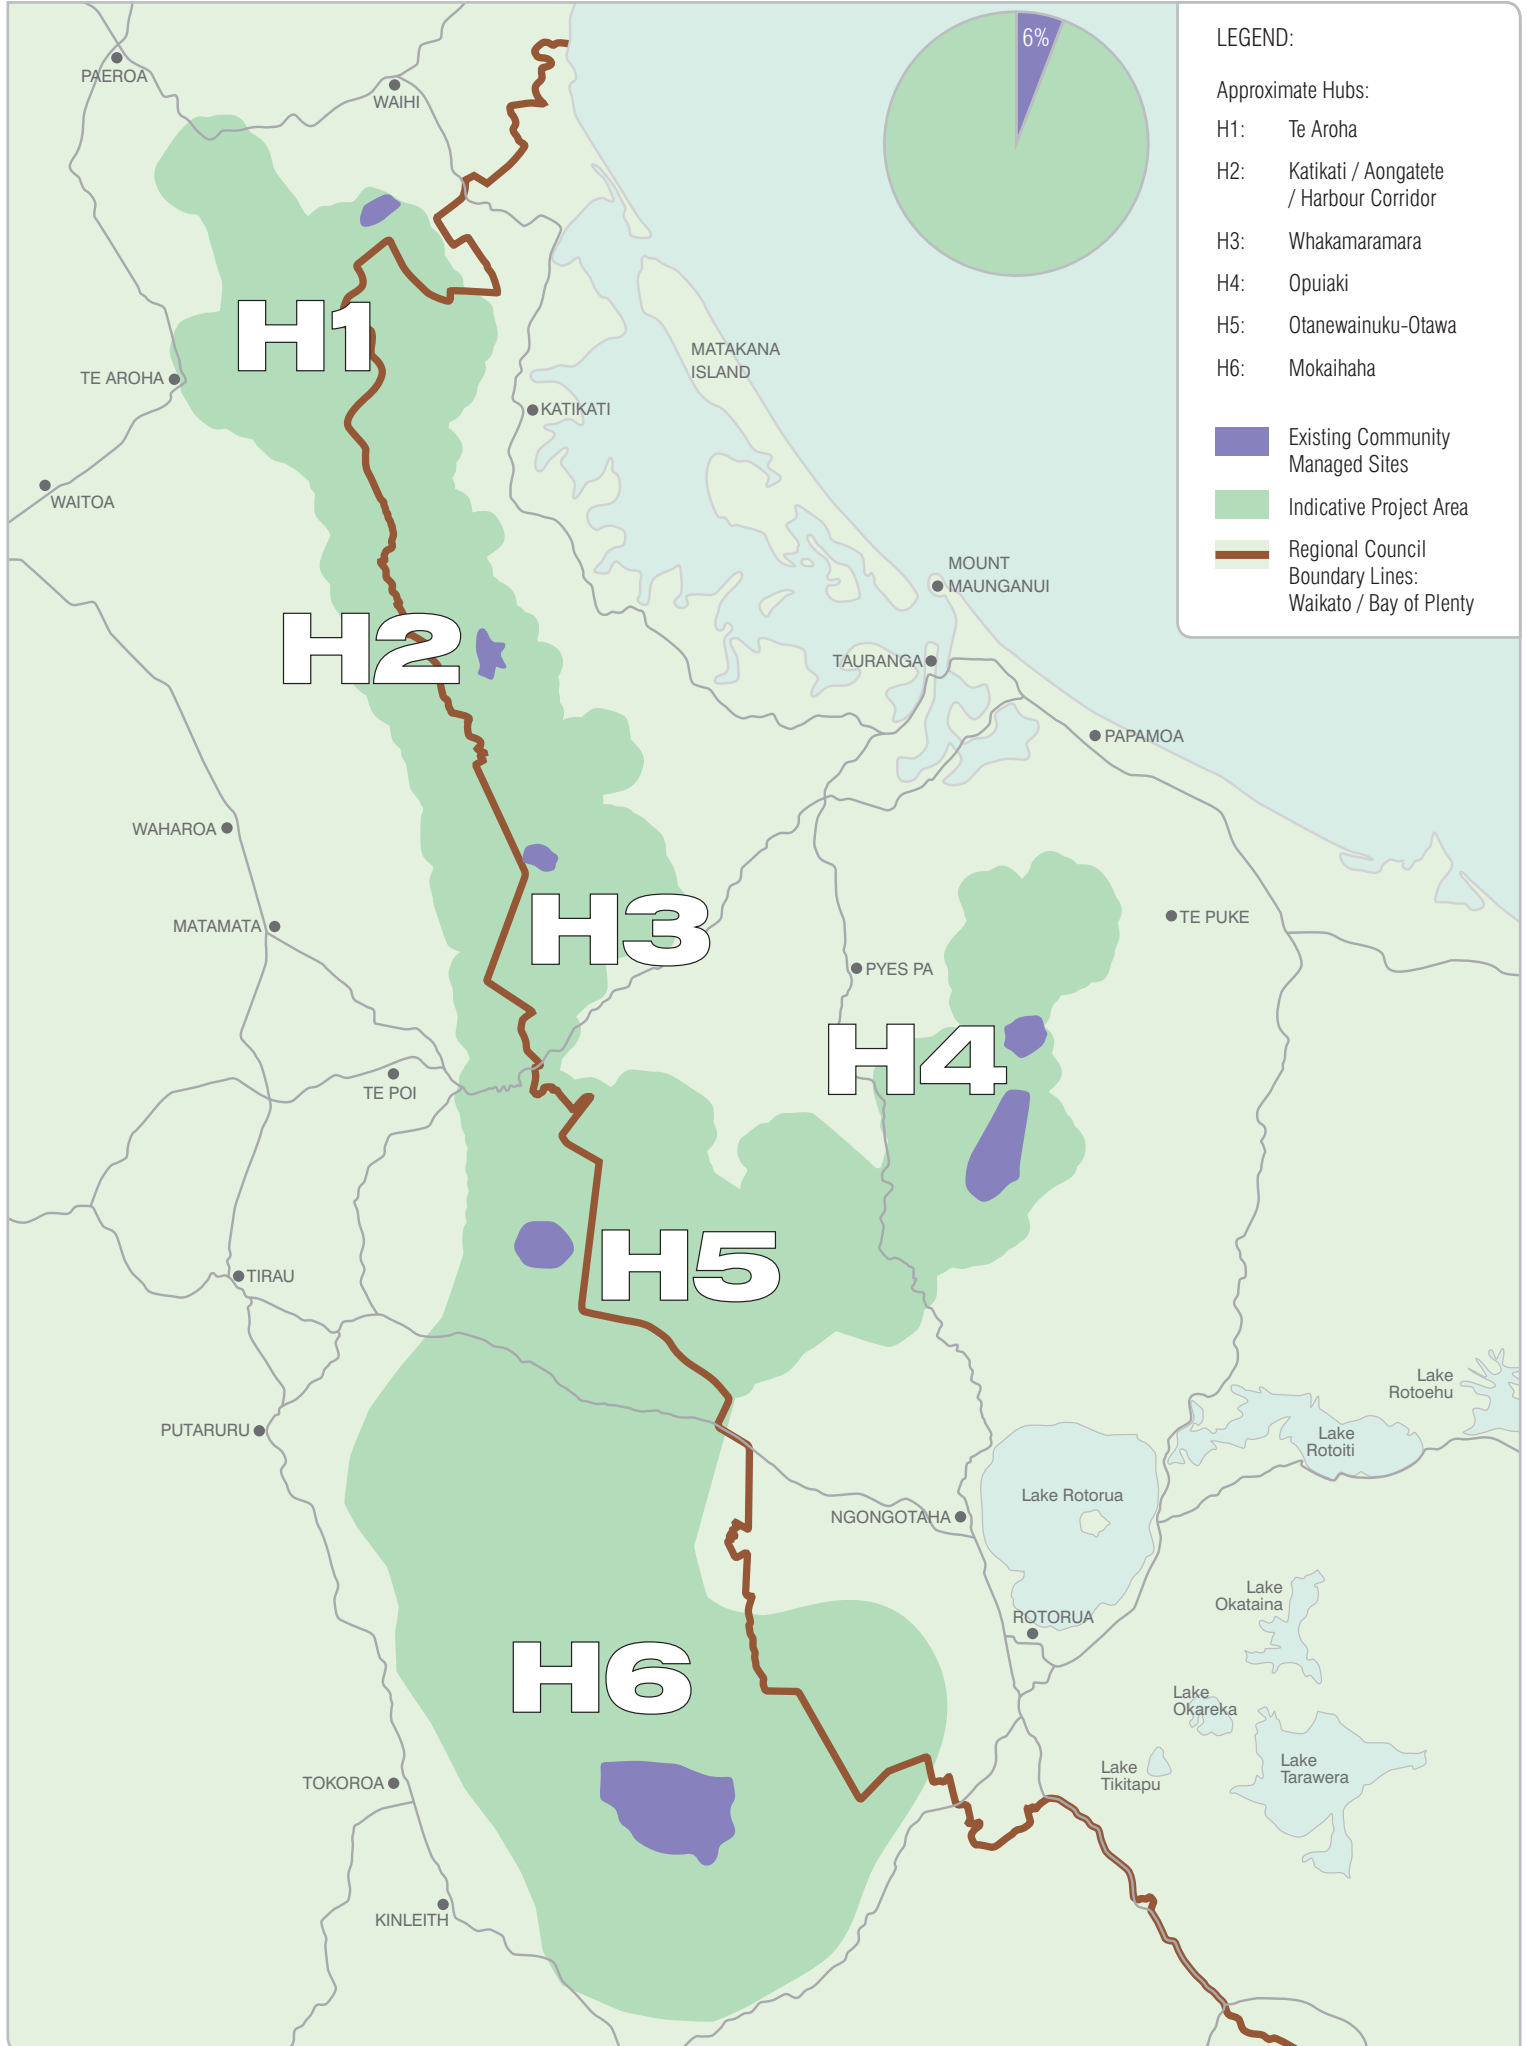 6%
LEGEND:
Approximate Hubs:
H1: Te Aroha
H2: Katikati / Aongatete
/ Harbour Corridor
H3: Whakamaramara
H4: Opuiaki
H5: Otanewainuku-Otawa
H6: Mokaihaha
Existing Community
Managed Sites
Indicative Project Area
Regional Council
Boundary Lines:
Waikato / Bay of Plenty
PAEROA
WAIHI
H1
MATAKANA
ISLAND
TE AROHA
KATIKATI
WAITOA
MOUNT
MAUNGANUI
H2
TAURANGA
PAPAMOA
WAHAROA
H3
TE PUKE
MATAMATA
PYES PA
H4
TE POI
H5
TIRAU
Lake
Rotoehu
PUTARURU
Lake
Rotoiti
Lake Rotorua
NGONGOTAHA
Lake
Okataina
ROTORUA
H6
Lake
Okareka
Lake
Tikitapu
Lake
Tarawera
TOKOROA
KINLEITH